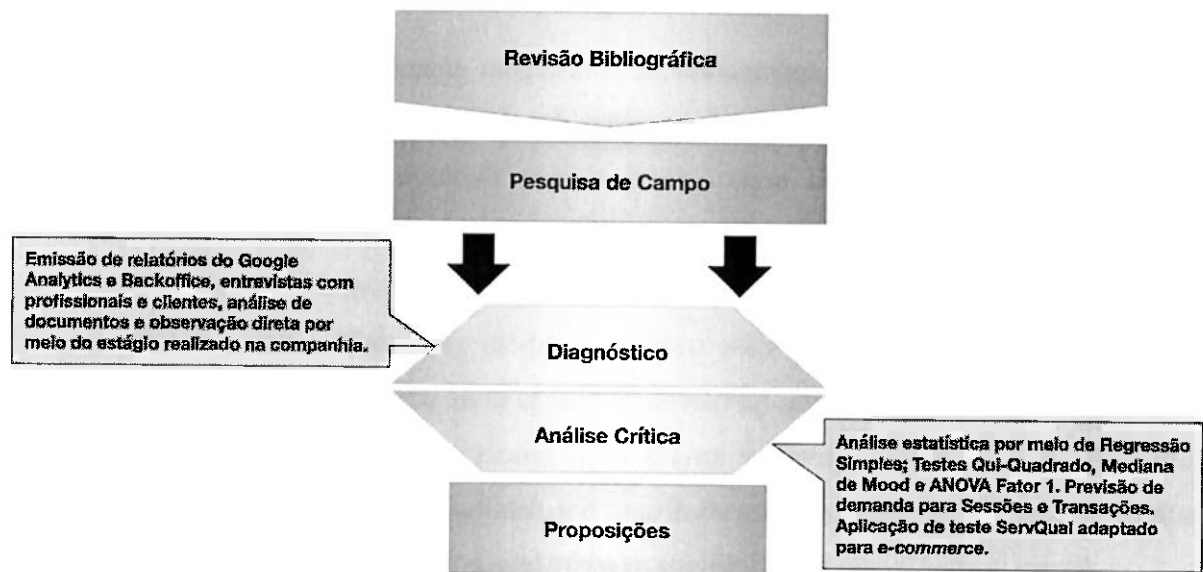 Revisão Bibliográfica
Pesquisa de Campo
Emissão de relatórios do Google
Analytics e Backoffice, entrevistas com
profissionais e clientes, análise de
documentos e observação direta por
meio do estágio realizado na companhia.
Diagnóstico
Análise Crítica
Análise estatística por meio de Regressão
Simples; Testes Qui-Quadrado, Mediana
de Mood e ANOVA Fator 1. Previsão de
demanda para Sessões e Transações.
Aplicação de teste ServQual adaptado
para e-commerce.
Proposições